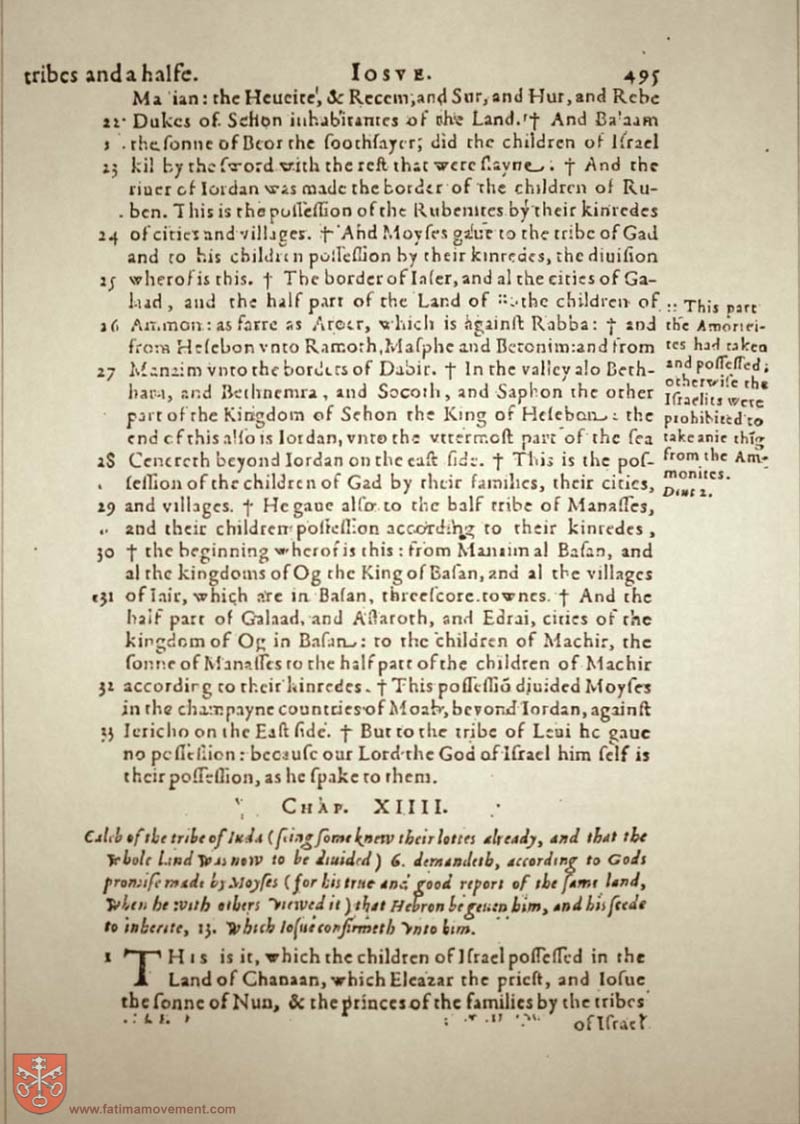 tribes and a halfe.
IOSVE.
495
Ma ian: the Heueite, & Recem, and Sur, and Hur, and Rebe
22 Dukes of Sehon inhabitantes of the Land. † And Balaam
the sonne of Beor the soothsayer, did the children of Israel
23 kil by the sword with the rest that were slayne. † And the
riuer of Iordan was made the border of the children of Ru-
ben. This is the possession of the Rubenites by their kinredes
24 of cities and villages. † And Moyses gaue to the tribe of Gad
and to his children possession by their kinredes, the diuision
25 wherof is this. † The border of Iaser, and al the cities of Ga-
laad, and the half part of the Land of :: the children of
26 Ammon: as farre as Aroer, which is against Rabba: † and
from Hesebon vnto Ramoth, Masphe and Betonim: and from
27 Manaim vnto the borders of Dabir. † In the valley also Beth-
hara, and Bethnemra, and Socoth, and Saphon the other
part of the Kingdom of Sehon the King of Hesebon: the
end of this also is Iordan, vnto the vttermost part of the sea
28 Cenereth beyond Iordan on the east side. † This is the pos-
session of the children of Gad by their families, their cities,
29 and villages. † He gaue also to the half tribe of Manasses,
and their children possession according to their kinredes,
30 † the beginning wherof is this: from Manaim al Basan, and
al the kingdoms of Og the King of Basan, and al the villages
31 of Iair, which are in Basan, threescore townes. † And the
half part of Galaad, and Astaroth, and Edrai, cities of the
kingdom of Og in Basan: to the children of Machir, the
sonne of Manasses to the half part of the children of Machir
32 according to their kinredes. † This possessiō diuided Moyses
in the champayne countries of Moab, beyond Iordan, against
33 Iericho on the East side. † But to the tribe of Leui he gaue
no possession: because our Lord the God of Israel him self is
their possession, as he spake to them.
:: This part
the Amorrei-
tes had taken
and possessed;
otherwise the
Israelits were
prohibited to
take anie thīg
from the Am-
monites.
Deut 2.
CHAP. XIIII.
Caleb of the tribe of Iuda (seing some knew their lottes already, and that the
whole land was now to be diuided) 6. demandeth, according to Gods
promise made by Moyses (for his true and good report of the same land,
when he with others viewed it) that Hebron be geuen him, and his seede
to inherite, 13. which Iosue confirmeth vnto him.
1 THIS is it, which the children of Israel possessed in the
Land of Chanaan, which Eleazar the priest, and Iosue
the sonne of Nun, & the princes of the families by the tribes
of Israel
www.fatimamovement.com